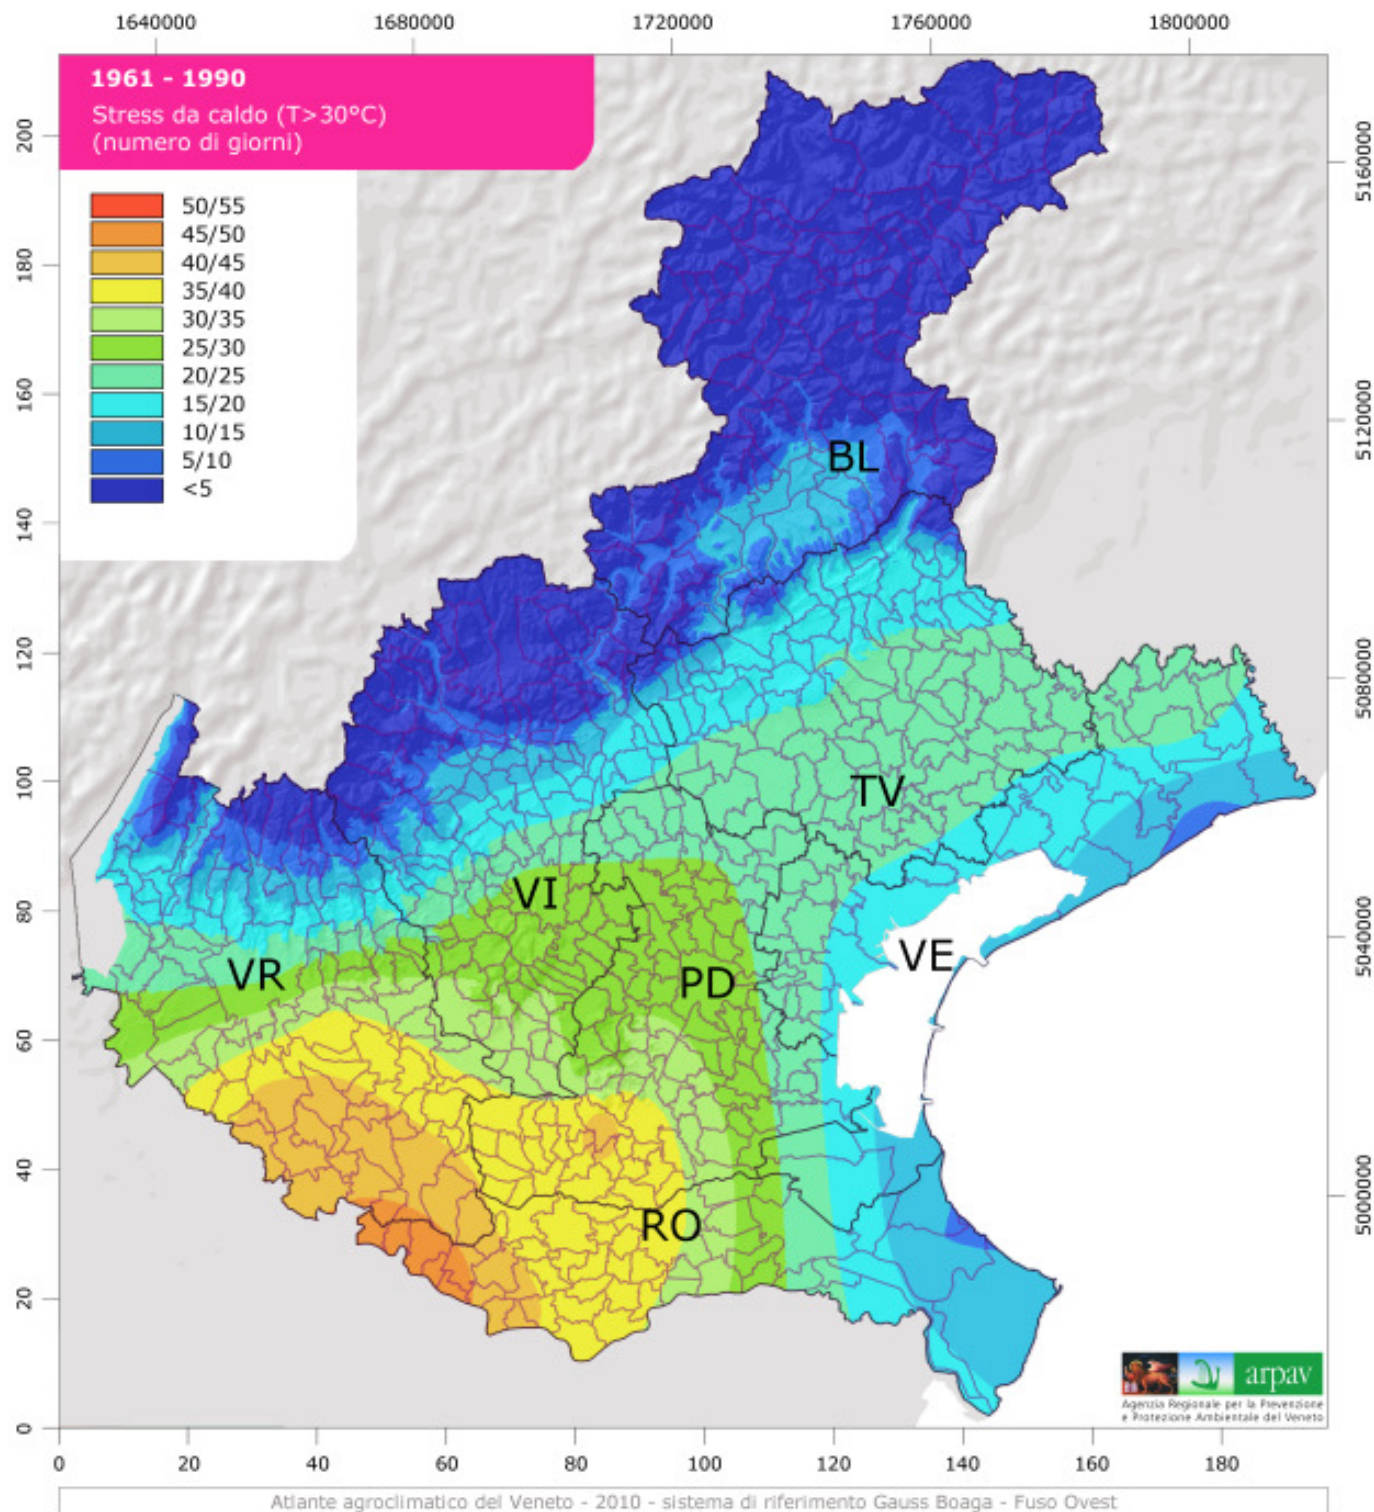 1640000 1680000 1720000 1760000 1800000
1961 - 1990
Stress da caldo (T>30°C)
(numero di giorni)
50/55
45/50
40/45
35/40
30/35
25/30
20/25
15/20
10/15
5/10
<5
200
180
160
140
120
100
80
60
40
20
0
5160000
5120000
5080000
5040000
5000000
BL
TV
VI
VE
VR
PD
RO
arpav
Agenzia Regionale per la Prevenzione
e Protezione Ambientale del Veneto
0 20 40 60 80 100 120 140 160 180
Atlante agroclimatico del Veneto - 2010 - sistema di riferimento Gauss Boaga - Fuso Ovest